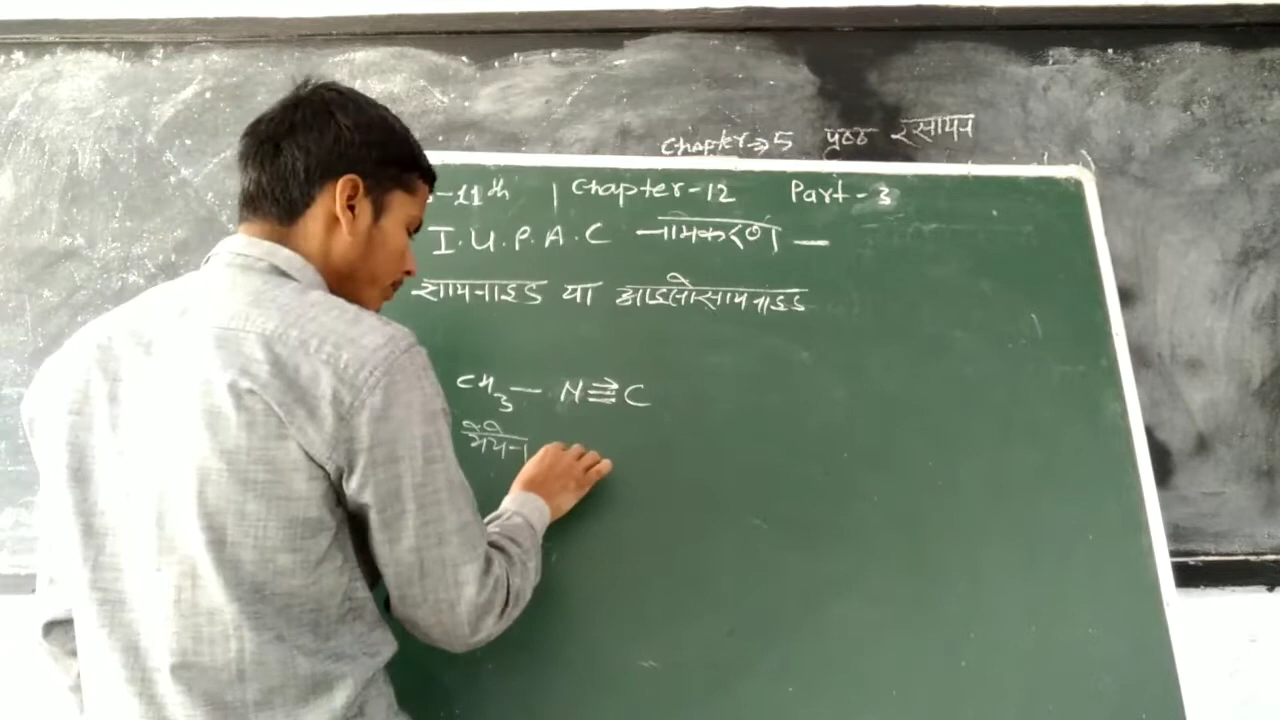 Chapter⇒5 पृष्ठ रसायन
-11th | Chapter-12 Part-3
I.U.P.A.C नामकरण —
सायनाइड या आइसोसायनाइड
CH3— N≡C
मेथेन